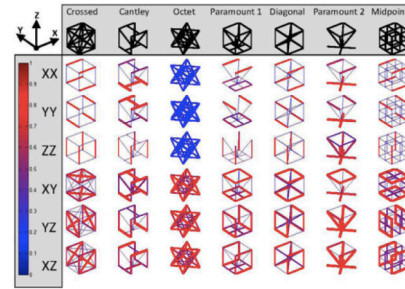 Z
Y X
Crossed Cantley Octet Paramount 1 Diagonal Paramount 2 Midpoint
XX
YY
ZZ
XY
YZ
XZ
1
0.9
0.8
0.7
0.6
0.5
0.4
0.3
0.2
0.1
0